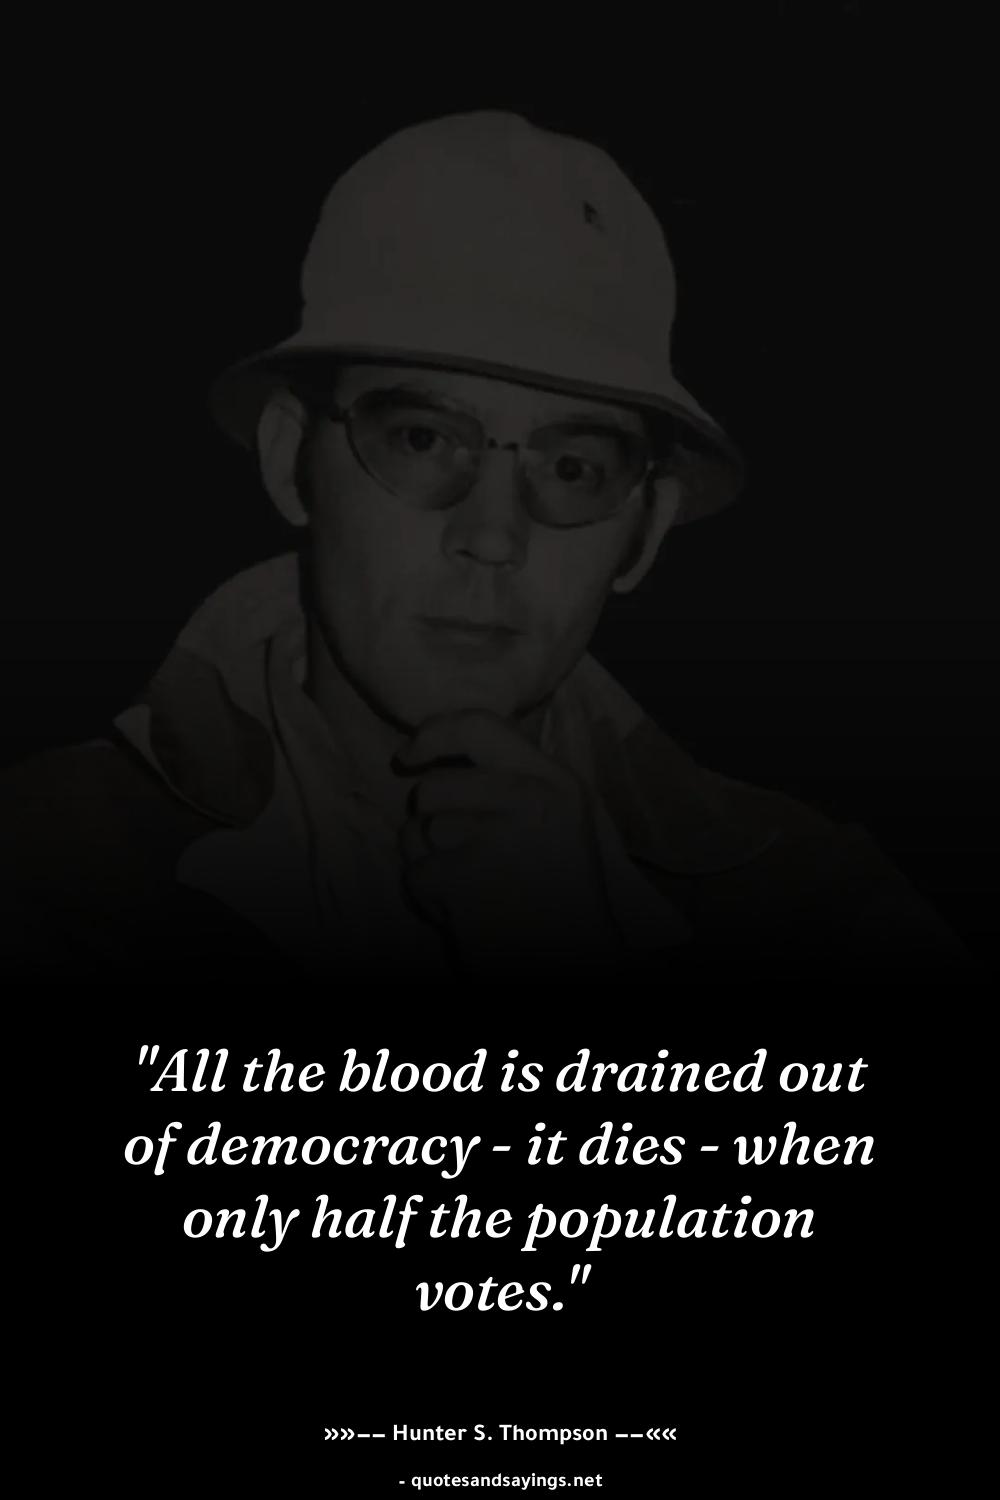 "All the blood is drained out
of democracy - it dies - when
only half the population
votes."
»»−− Hunter S. Thompson −−««
- quotesandsayings.net